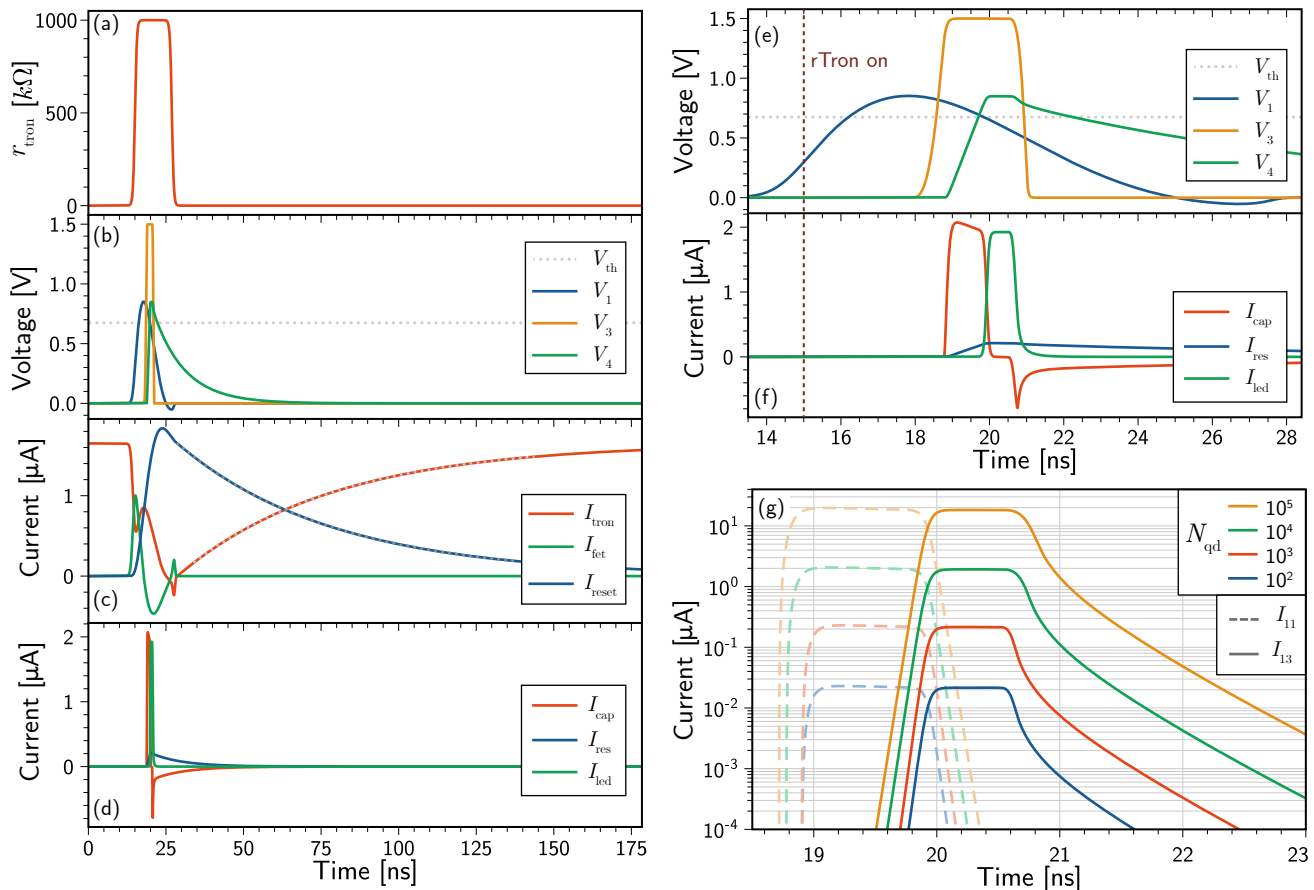 (a)
1000
500
0
r_tron [kΩ]
(b)
1.5
1.0
0.5
0.0
Voltage [V]
V_th
V_1
V_3
V_4
1
0
Current [µA]
(c)
I_tron
I_fet
I_reset
2
1
0
Current [µA]
(d)
I_cap
I_res
I_led
0 25 50 75 100 125 150 175
Time [ns]
(e)
1.5
1.0
0.5
0.0
Voltage [V]
rTron on
V_th
V_1
V_3
V_4
2
1
0
Current [µA]
(f)
I_cap
I_res
I_led
14 16 18 20 22 24 26 28
Time [ns]
(g)
10^1
10^0
10^-1
10^-2
10^-3
10^-4
Current [µA]
N_qd
10^5
10^4
10^3
10^2
I_11
I_13
19 20 21 22 23
Time [ns]